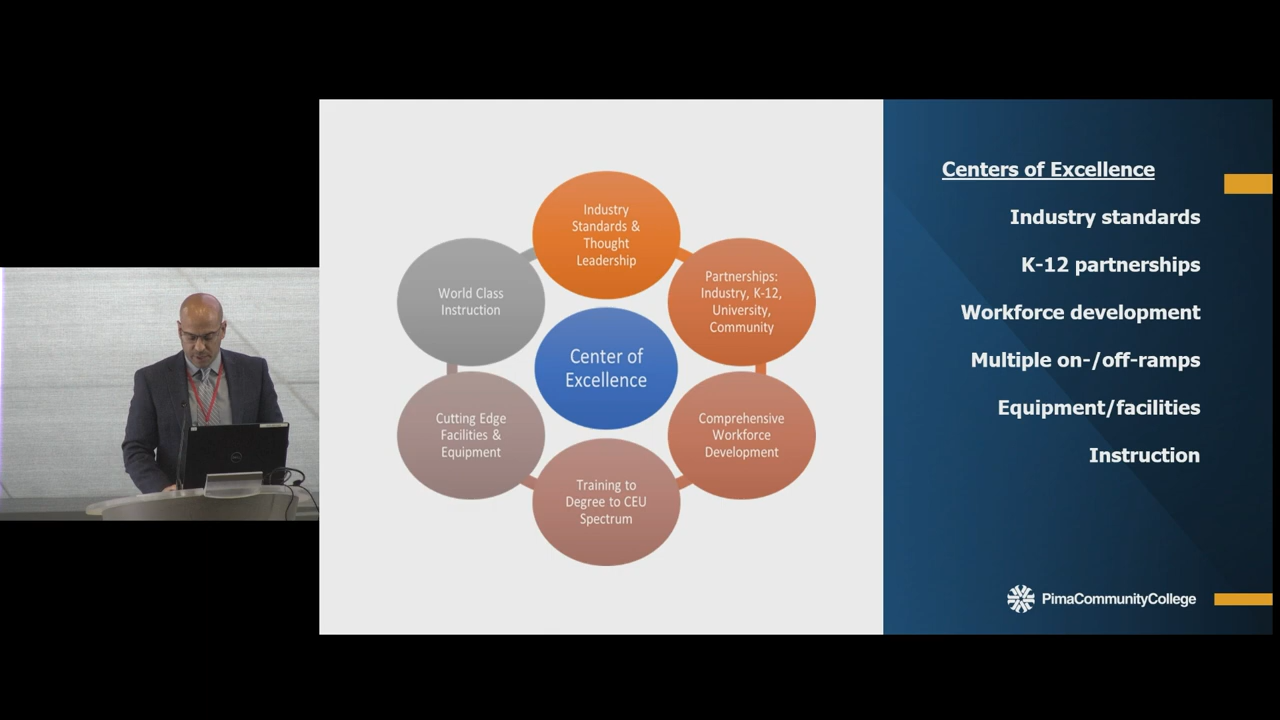 Industry
Standards &
Thought
Leadership
Partnerships:
Industry, K-12,
University,
Community
Comprehensive
Workforce
Development
Training to
Degree to CEU
Spectrum
Cutting Edge
Facilities &
Equipment
World Class
Instruction
Center of
Excellence
Centers of Excellence
Industry standards
K-12 partnerships
Workforce development
Multiple on-/off-ramps
Equipment/facilities
Instruction
PimaCommunityCollege